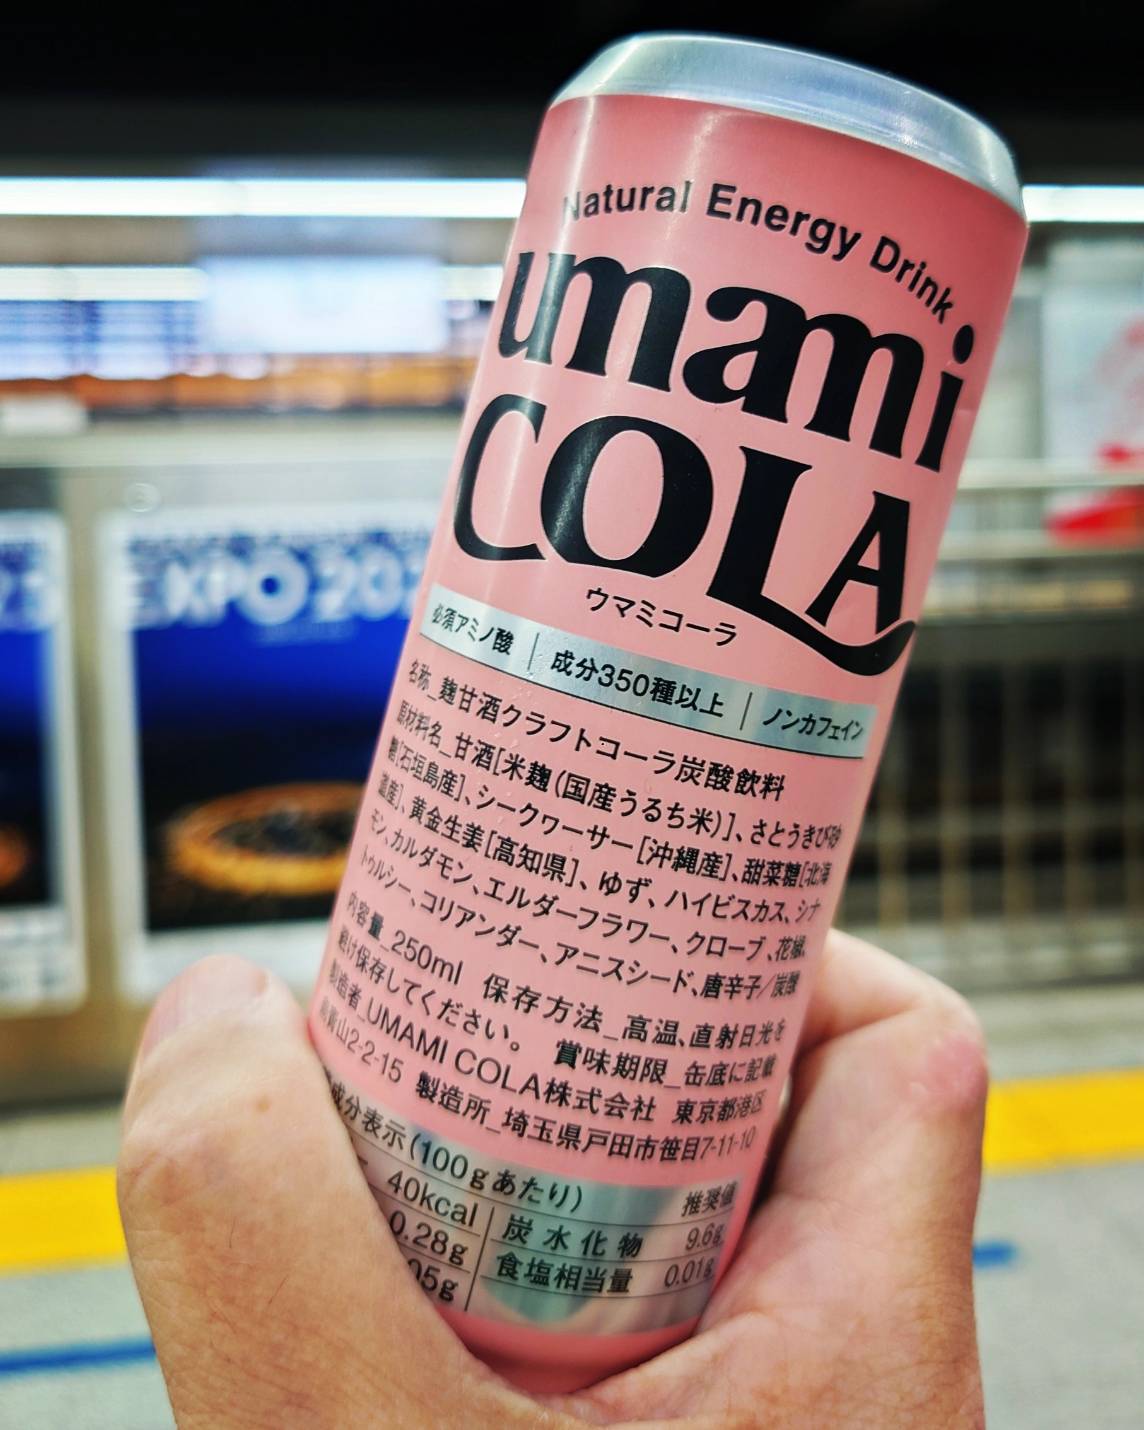 Natural Energy Drink
umami
COLA
ウマミコーラ
必須アミノ酸 | 成分350種以上 | ノンカフェイン
名称_麹甘酒クラフトコーラ炭酸飲料
原材料名_甘酒[米麹(国産うるち米)]、さとうきび砂
糖[石垣島産]、シークヮーサー[沖縄産]、甜菜糖[北海
道産]、黄金生姜[高知県]、ゆず、ハイビスカス、シナ
モン、カルダモン、エルダーフラワー、クローブ、花椒、
トゥルシー、コリアンダー、アニスシード、唐辛子/炭酸
内容量_250ml 保存方法_高温、直射日光を
避け保存してください。 賞味期限_缶底に記載
製造者_UMAMI COLA株式会社 東京都港区
南青山2-2-15 製造所_埼玉県戸田市笹目7-11-10
成分表示(100gあたり) 推奨値
40kcal 炭水化物 9.6g
0.28g 食塩相当量 0.01g
05g
EXPO 202